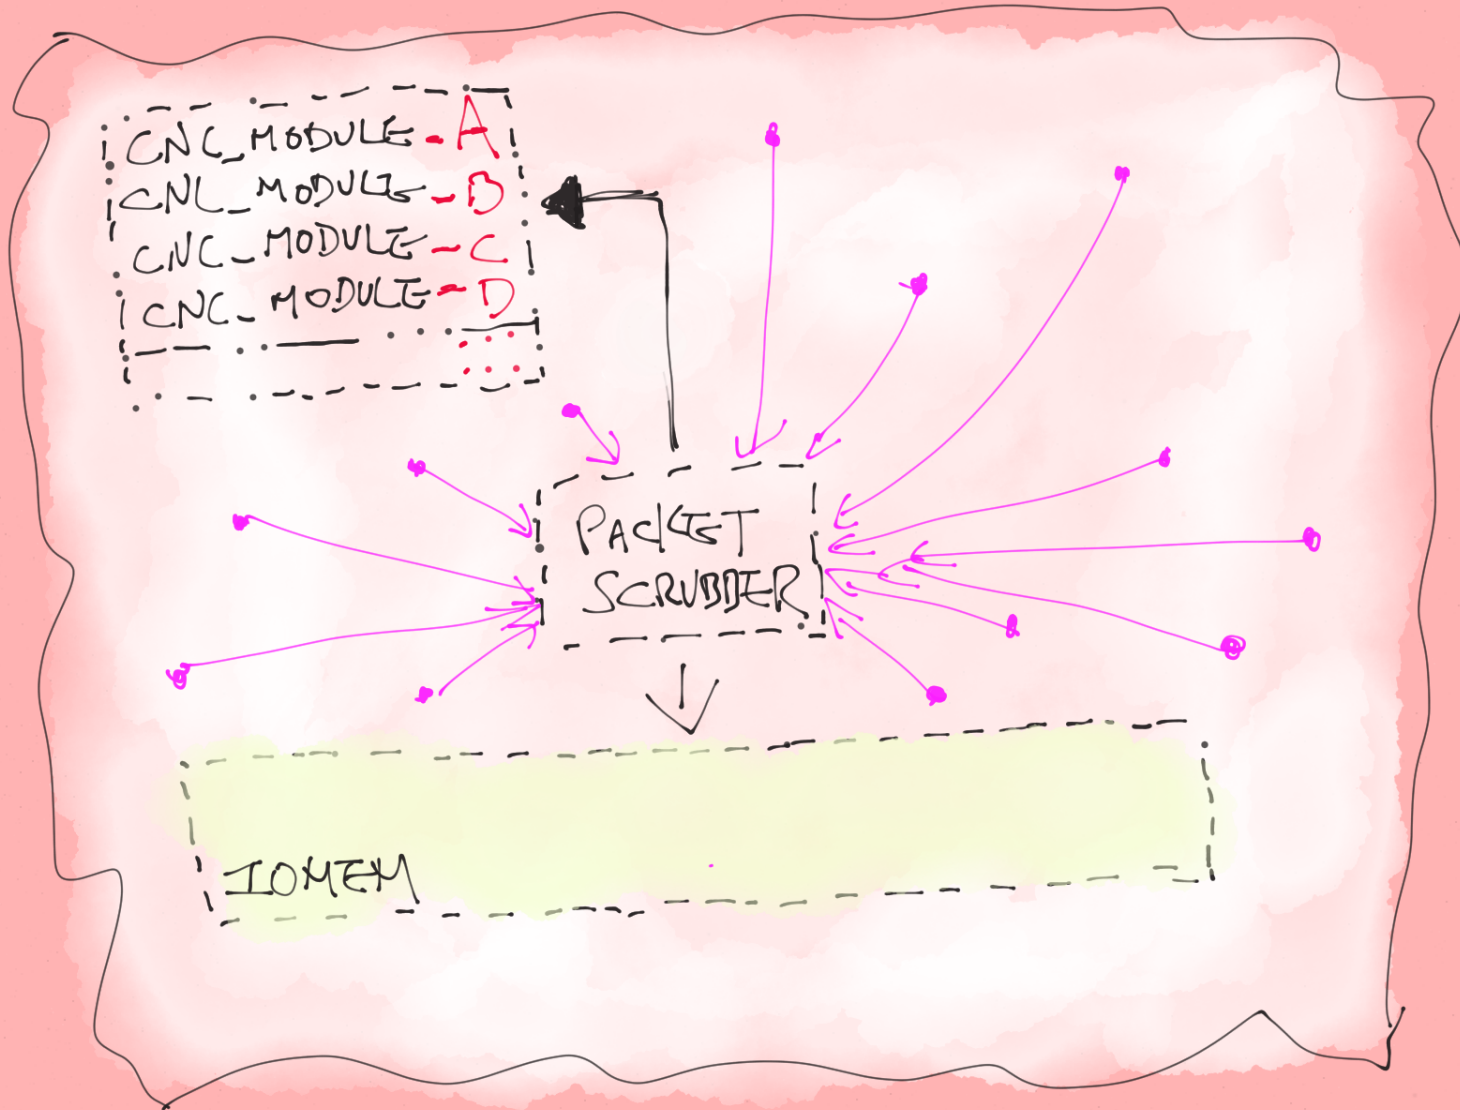 CNC_MODULE-A
CNC_MODULE-B
CNC_MODULE-C
CNC_MODULE-D
PACKET
SCRUBBER
IOMEM